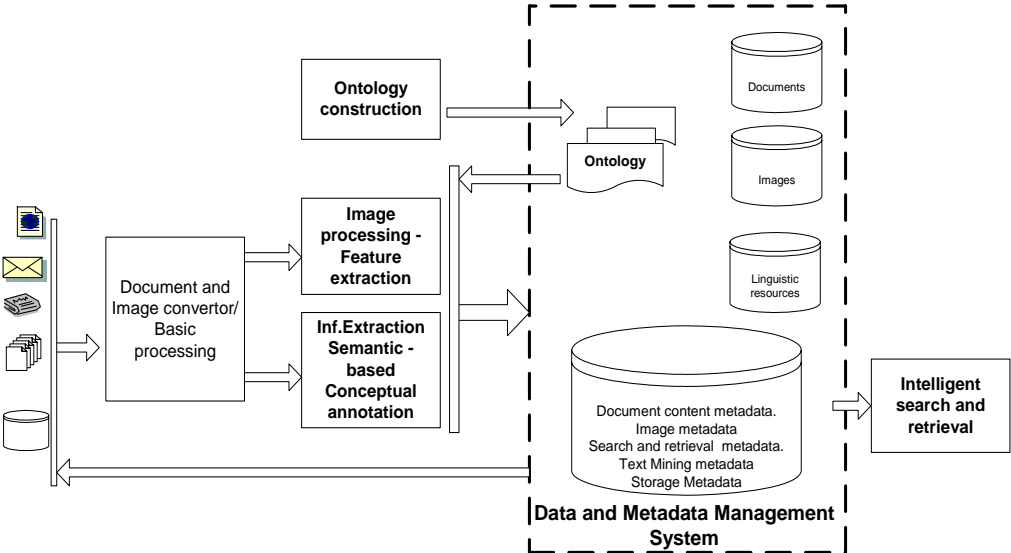 Ontology
construction
Documents
Ontology
Images
Image
processing -
Feature
extraction
Document and
Image convertor/
Basic
processing
Linguistic
resources
Inf.Extraction
Semantic -
based
Conceptual
annotation
Document content metadata.
Image metadata
Search and retrieval metadata.
Text Mining metadata
Storage Metadata
Intelligent
search and
retrieval
Data and Metadata Management
System